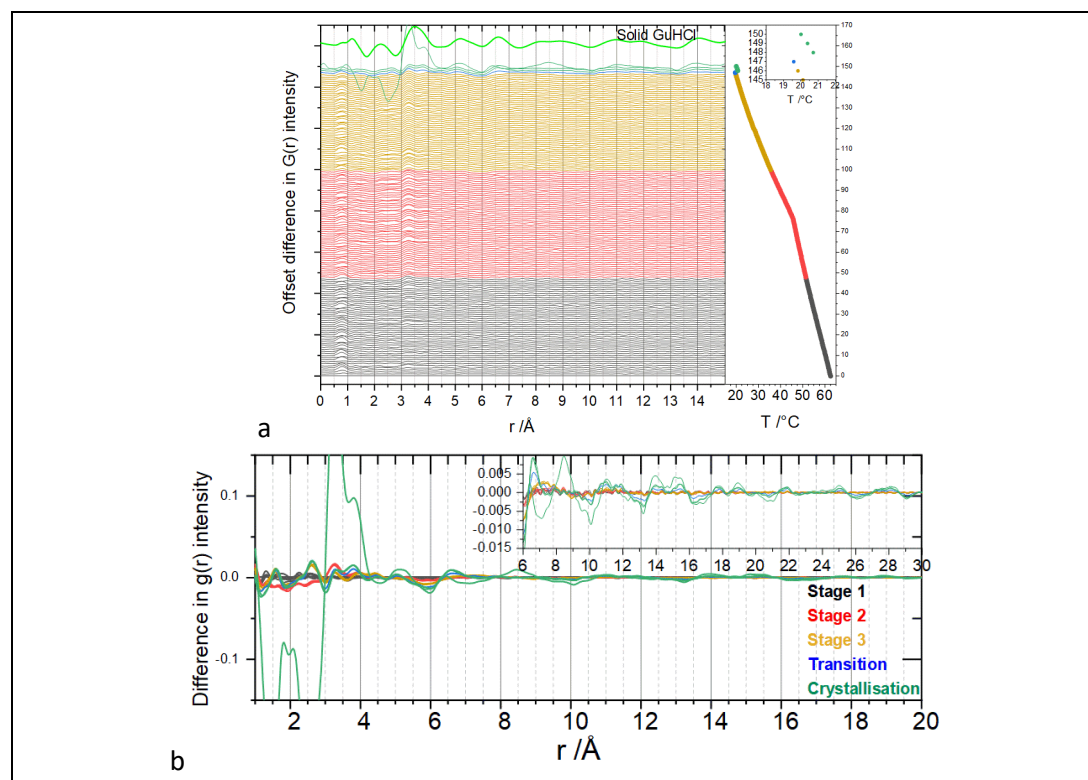 Solid GuHCl
Offset difference in G(r) intensity
0 1 2 3 4 5 6 7 8 9 10 11 12 13 14
r /Å
a
170
160
150
140
130
120
110
100
90
80
70
60
50
40
30
20
10
0
20 30 40 50 60
T /°C
150
149
148
147
146
145
18 19 20 21 22
T /°C
Difference in g(r) intensity
0.1
0.0
-0.1
2 4 6 8 10 12 14 16 18 20
r /Å
0.005
0.000
-0.005
-0.010
-0.015
6 8 10 12 14 16 18 20 22 24 26 28 30
Stage 1
Stage 2
Stage 3
Transition
Crystallisation
b